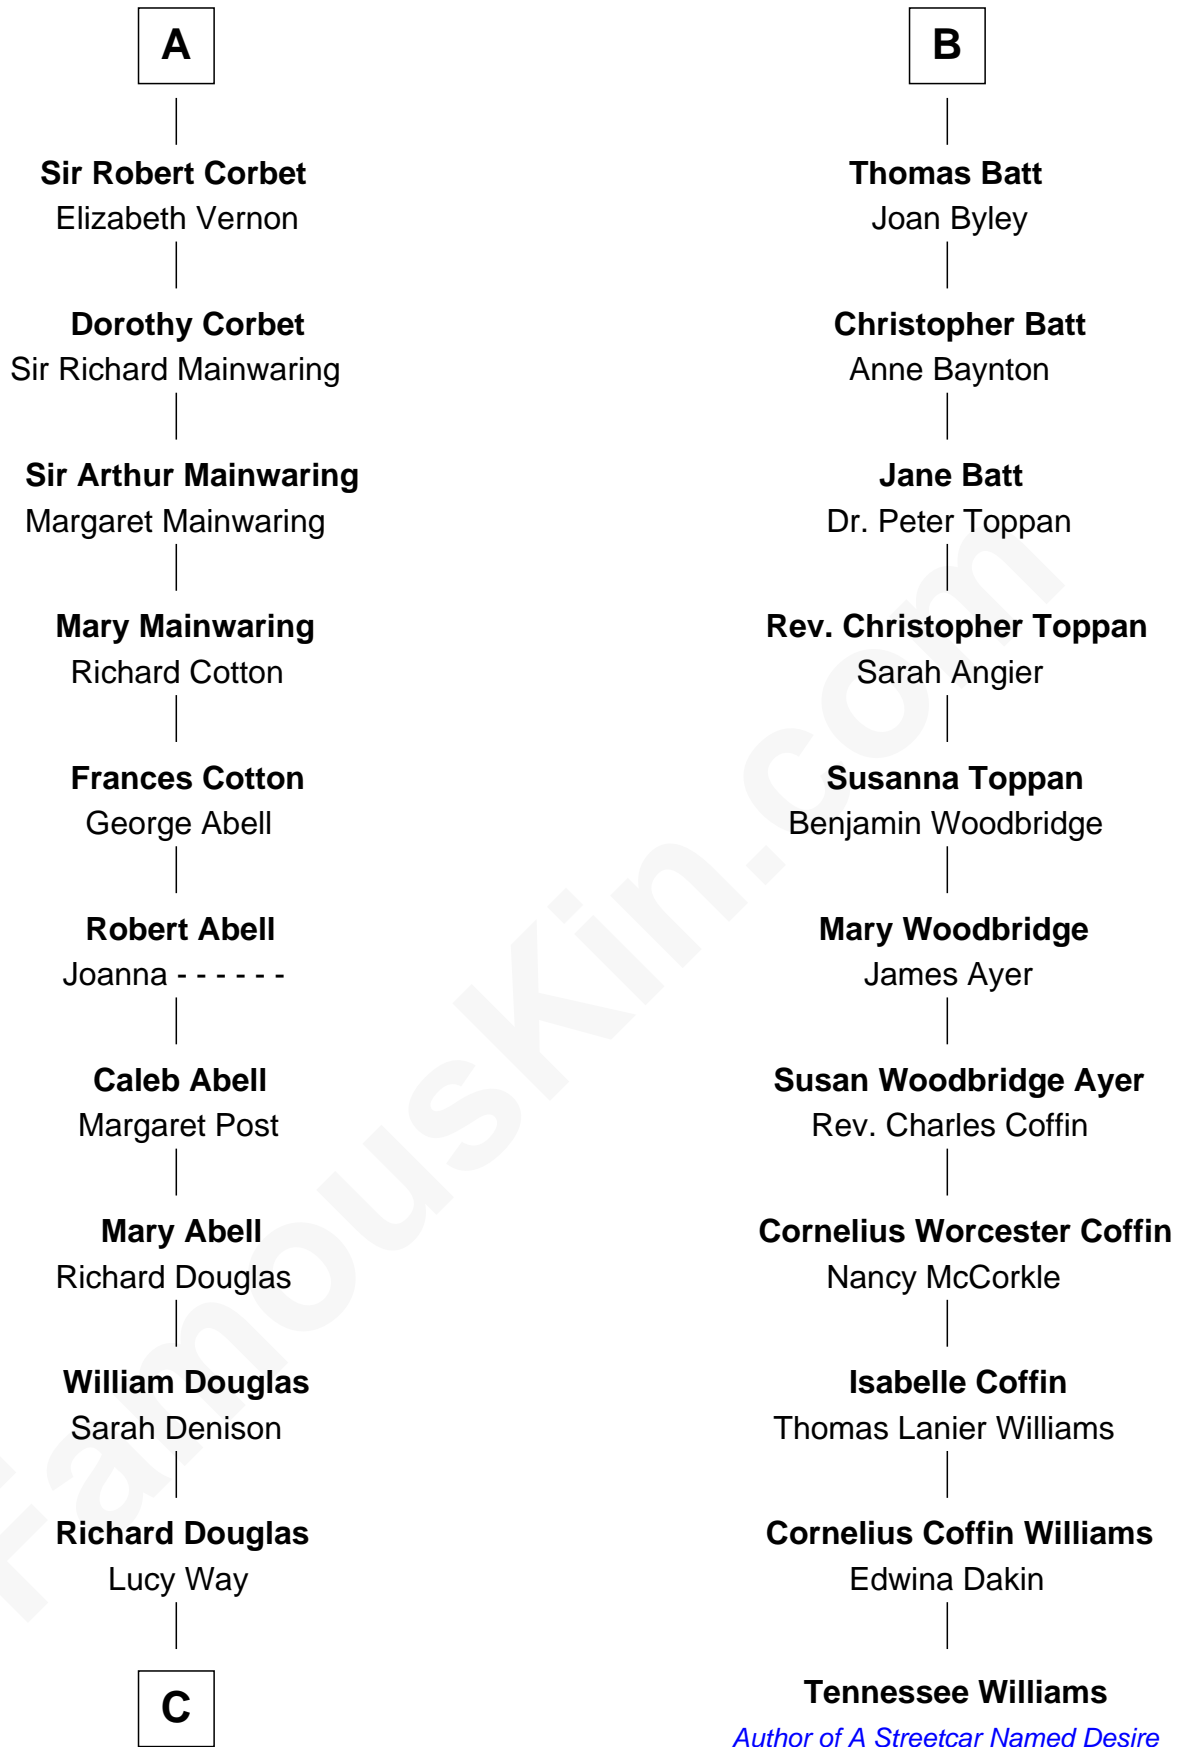 A
Sir Robert Corbet
Elizabeth Vernon
Dorothy Corbet
Sir Richard Mainwaring
Sir Arthur Mainwaring
Margaret Mainwaring
Mary Mainwaring
Richard Cotton
Frances Cotton
George Abell
Robert Abell
Joanna - - - - - -
Caleb Abell
Margaret Post
Mary Abell
Richard Douglas
William Douglas
Sarah Denison
Richard Douglas
Lucy Way
C
B
Thomas Batt
Joan Byley
Christopher Batt
Anne Baynton
Jane Batt
Dr. Peter Toppan
Rev. Christopher Toppan
Sarah Angier
Susanna Toppan
Benjamin Woodbridge
Mary Woodbridge
James Ayer
Susan Woodbridge Ayer
Rev. Charles Coffin
Cornelius Worcester Coffin
Nancy McCorkle
Isabelle Coffin
Thomas Lanier Williams
Cornelius Coffin Williams
Edwina Dakin
Tennessee Williams
Author of A Streetcar Named Desire
FamousKin.com